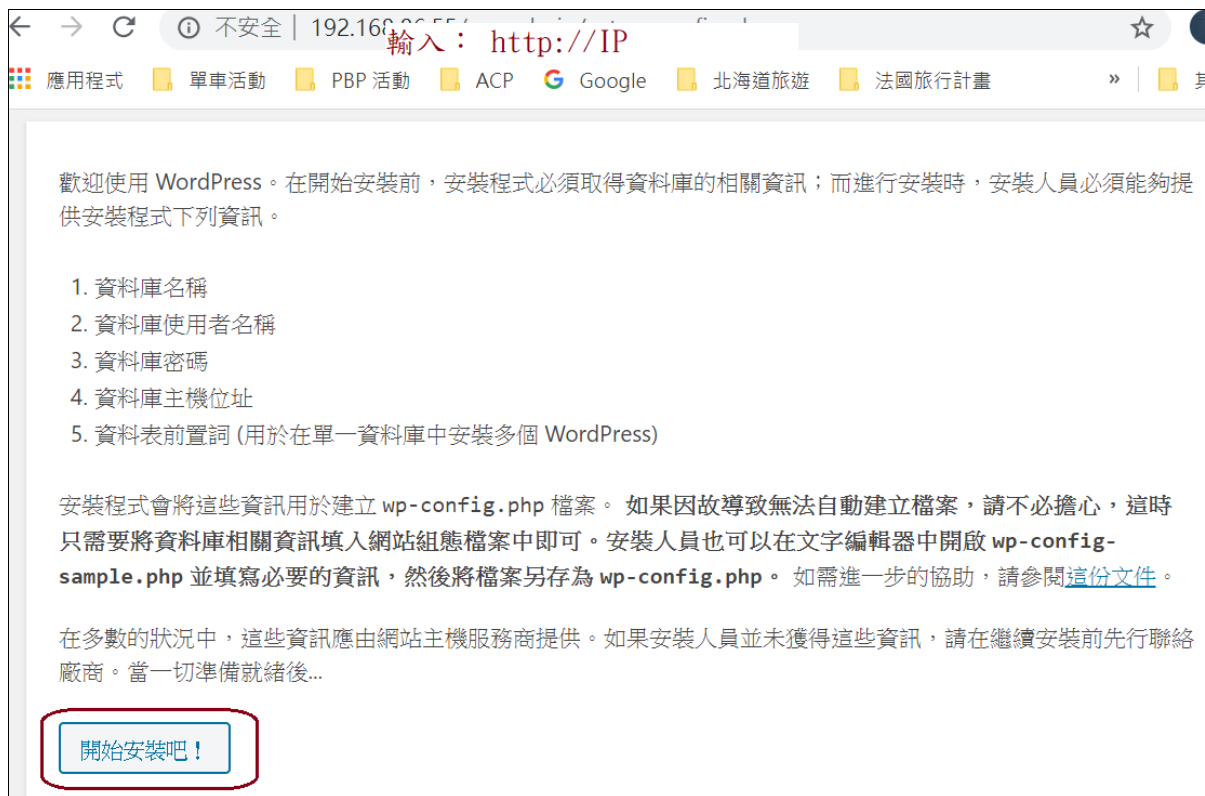 不安全 | 192.168
輸入： http://IP
應用程式 單車活動 PBP 活動 ACP G Google 北海道旅遊 法國旅行計畫 »
歡迎使用 WordPress。在開始安裝前，安裝程式必須取得資料庫的相關資訊；而進行安裝時，安裝人員必須能夠提
供安裝程式下列資訊。
1. 資料庫名稱
2. 資料庫使用者名稱
3. 資料庫密碼
4. 資料庫主機位址
5. 資料表前置詞 (用於在單一資料庫中安裝多個 WordPress)
安裝程式會將這些資訊用於建立 wp-config.php 檔案。 如果因故導致無法自動建立檔案，請不必擔心，這時
只需要將資料庫相關資訊填入網站組態檔案中即可。安裝人員也可以在文字編輯器中開啟 wp-config-
sample.php 並填寫必要的資訊，然後將檔案另存為 wp-config.php。 如需進一步的協助，請參閱這份文件。
在多數的狀況中，這些資訊應由網站主機服務商提供。如果安裝人員並未獲得這些資訊，請在繼續安裝前先行聯絡
廠商。當一切準備就緒後...
開始安裝吧！